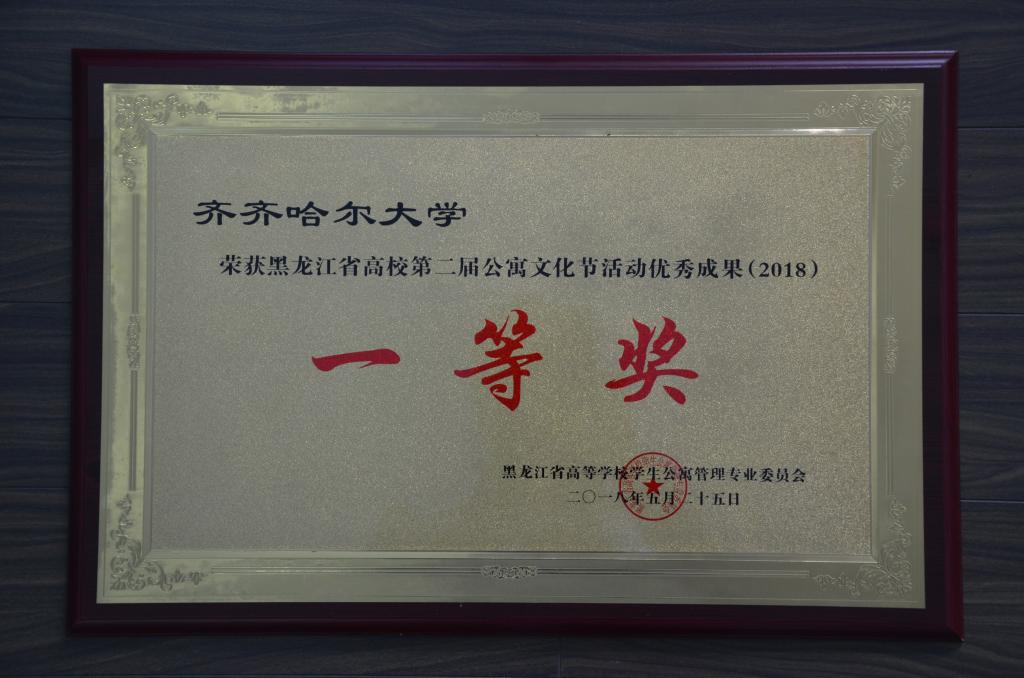 齐齐哈尔大学
荣获黑龙江省高校第二届公寓文化节活动优秀成果(2018)
一等奖
黑龙江省高等学校学生公寓管理专业委员会
二〇一八年五月二十五日